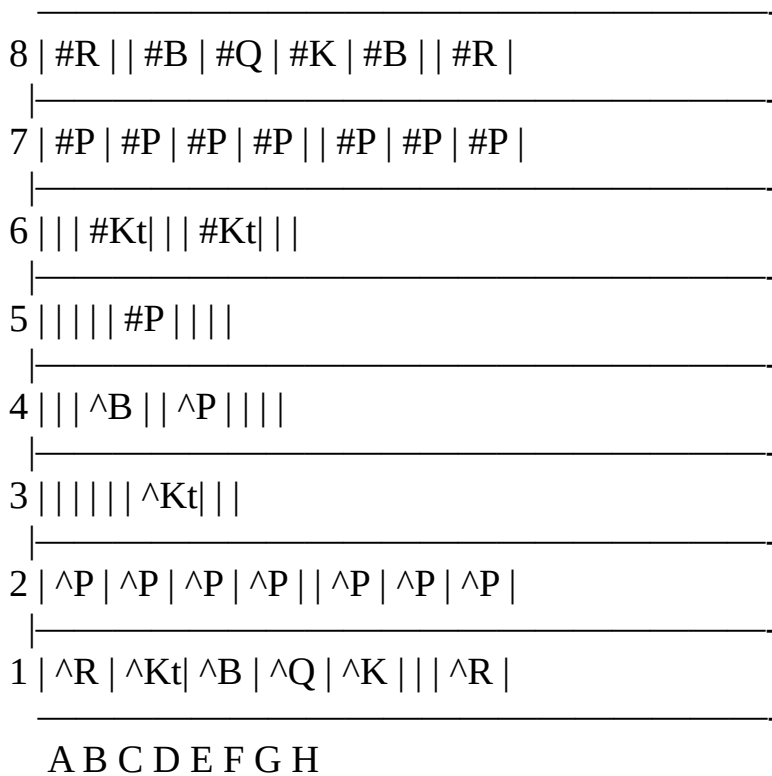 8 | #R | | #B | #Q | #K | #B | | #R |
7 | #P | #P | #P | #P | | #P | #P | #P |
6 | | | #Kt| | | #Kt| | |
5 | | | | | #P | | | |
4 | | | ^B | | ^P | | | |
3 | | | | | | ^Kt| | |
2 | ^P | ^P | ^P | ^P | | ^P | ^P | ^P |
1 | ^R | ^Kt| ^B | ^Q | ^K | | | ^R |
A B C D E F G H